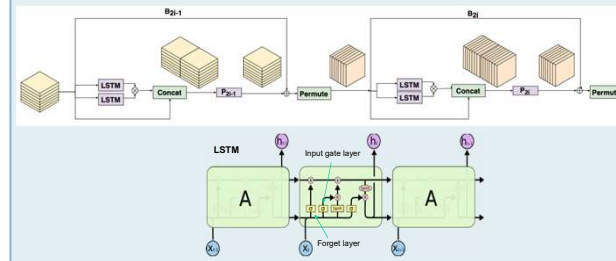 B2i-1
B2i
LSTM
LSTM
Concat
P2i-1
Permute
LSTM
LSTM
Concat
P2i
Permut
LSTM
Input gate layer
A
A
Forget layer